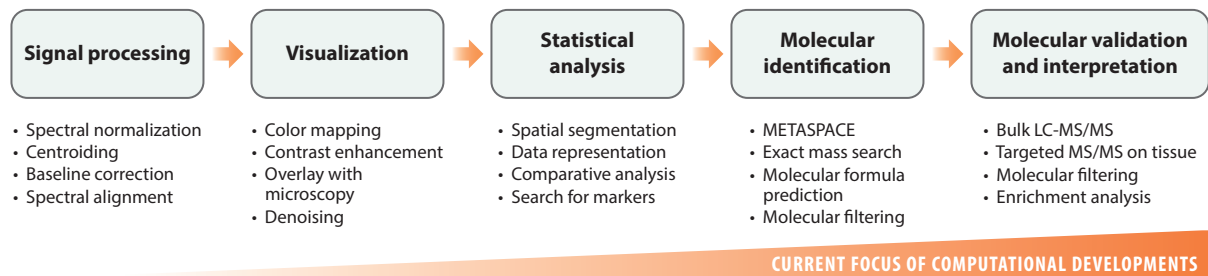 Signal processing
Visualization
Statistical
analysis
Molecular
identification
Molecular validation
and interpretation
• Spectral normalization
• Centroiding
• Baseline correction
• Spectral alignment
• Color mapping
• Contrast enhancement
• Overlay with
microscopy
• Denoising
• Spatial segmentation
• Data representation
• Comparative analysis
• Search for markers
• METASPACE
• Exact mass search
• Molecular formula
prediction
• Molecular filtering
• Bulk LC-MS/MS
• Targeted MS/MS on tissue
• Molecular filtering
• Enrichment analysis
CURRENT FOCUS OF COMPUTATIONAL DEVELOPMENTS